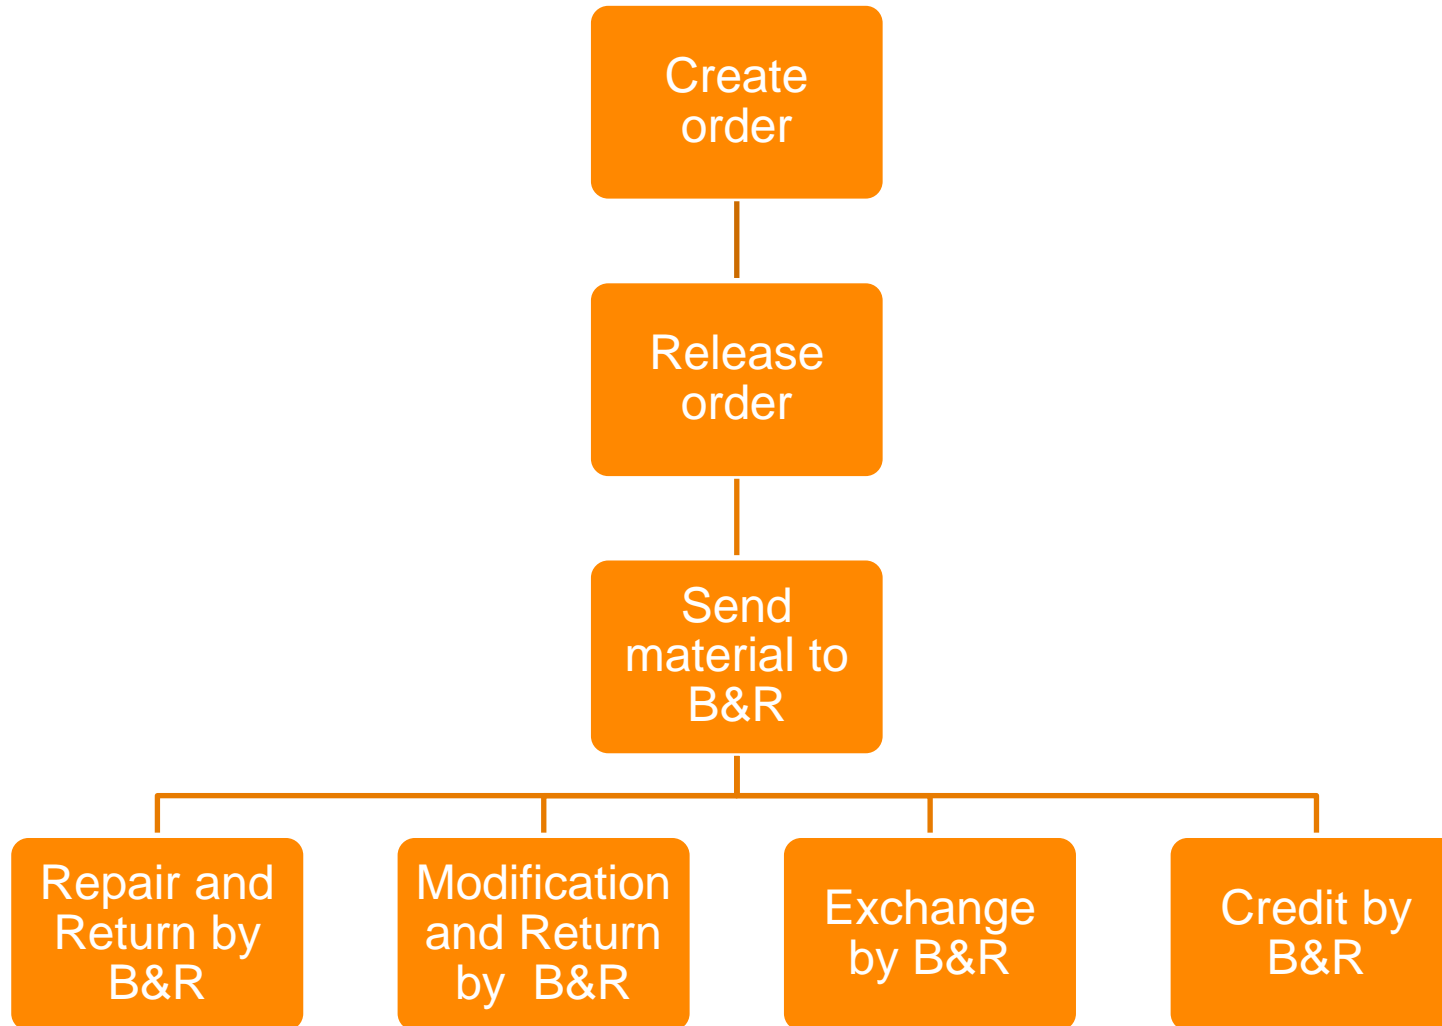 Create
order
Release
order
Send
material to
B&R
Repair and
Return by
B&R
Modification
and Return
by  B&R
Exchange
by B&R
Credit by
B&R